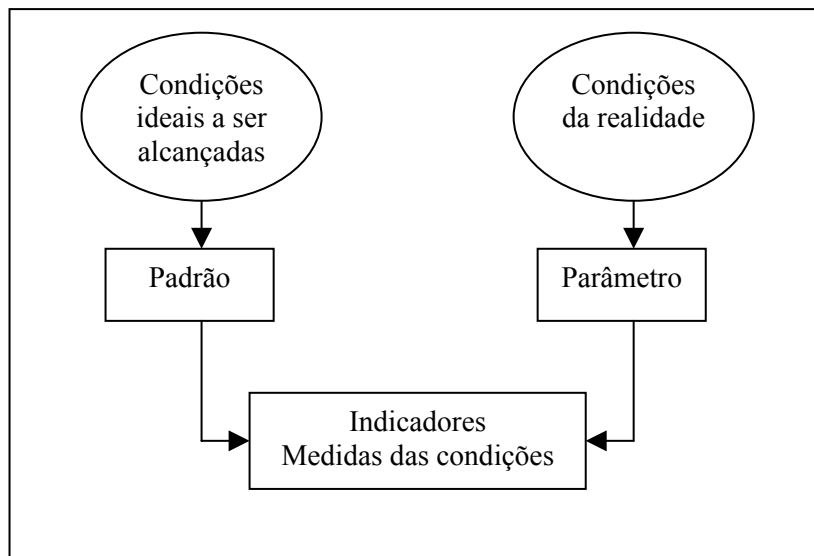 Condições
ideais a ser
alcançadas
Condições
da realidade
Padrão
Parâmetro
Indicadores
Medidas das condições